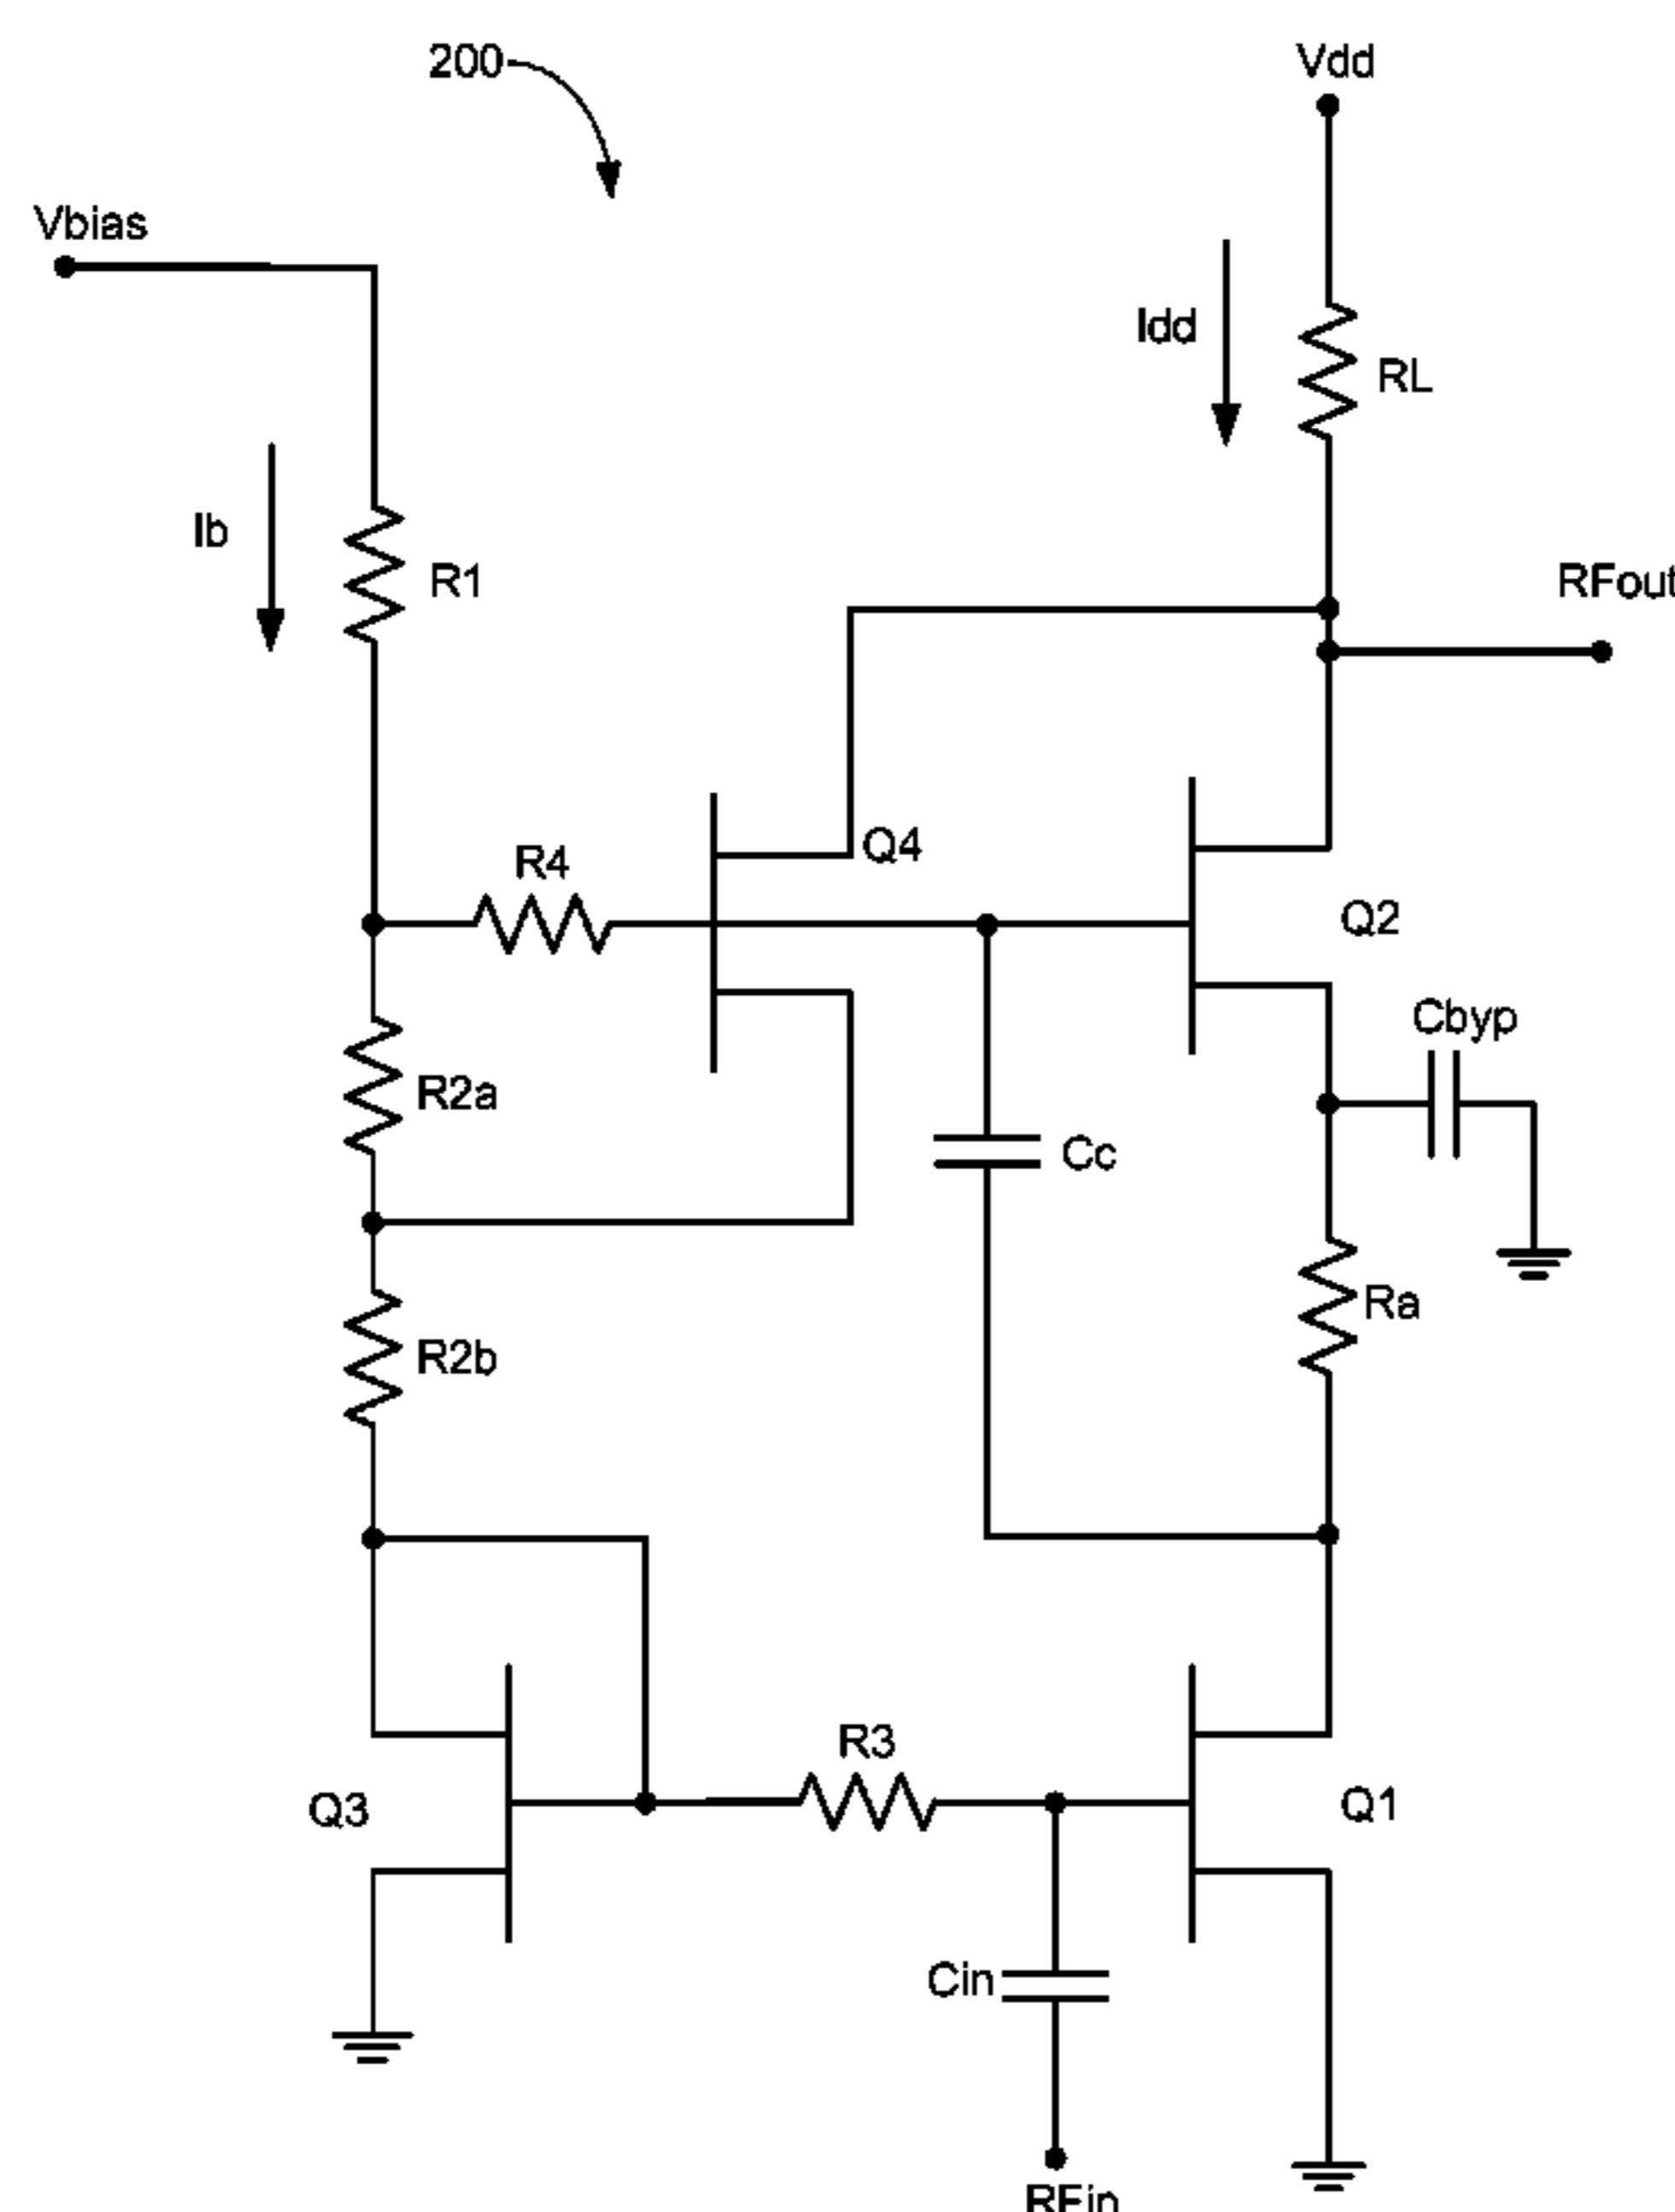 200
Vdd
Vbias
Idd
RL
Ib
R1
RFout
R4
Q4
Q2
Cbyp
R2a
Cc
Ra
R2b
R3
Q3
Q1
Cin
RFin